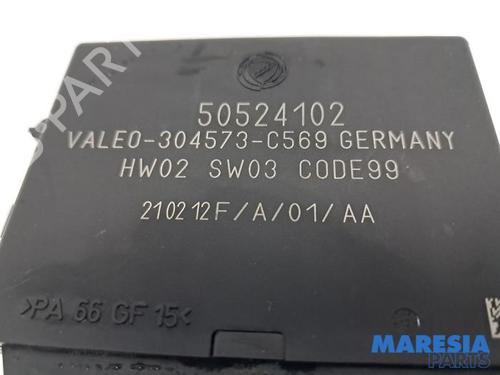 50524102
VALEO-304573-C569 GERMANY
HW02 SW03 CODE99
210212F/A/01/AA
>PA 66 GF 15<
MARESIA
PARTS